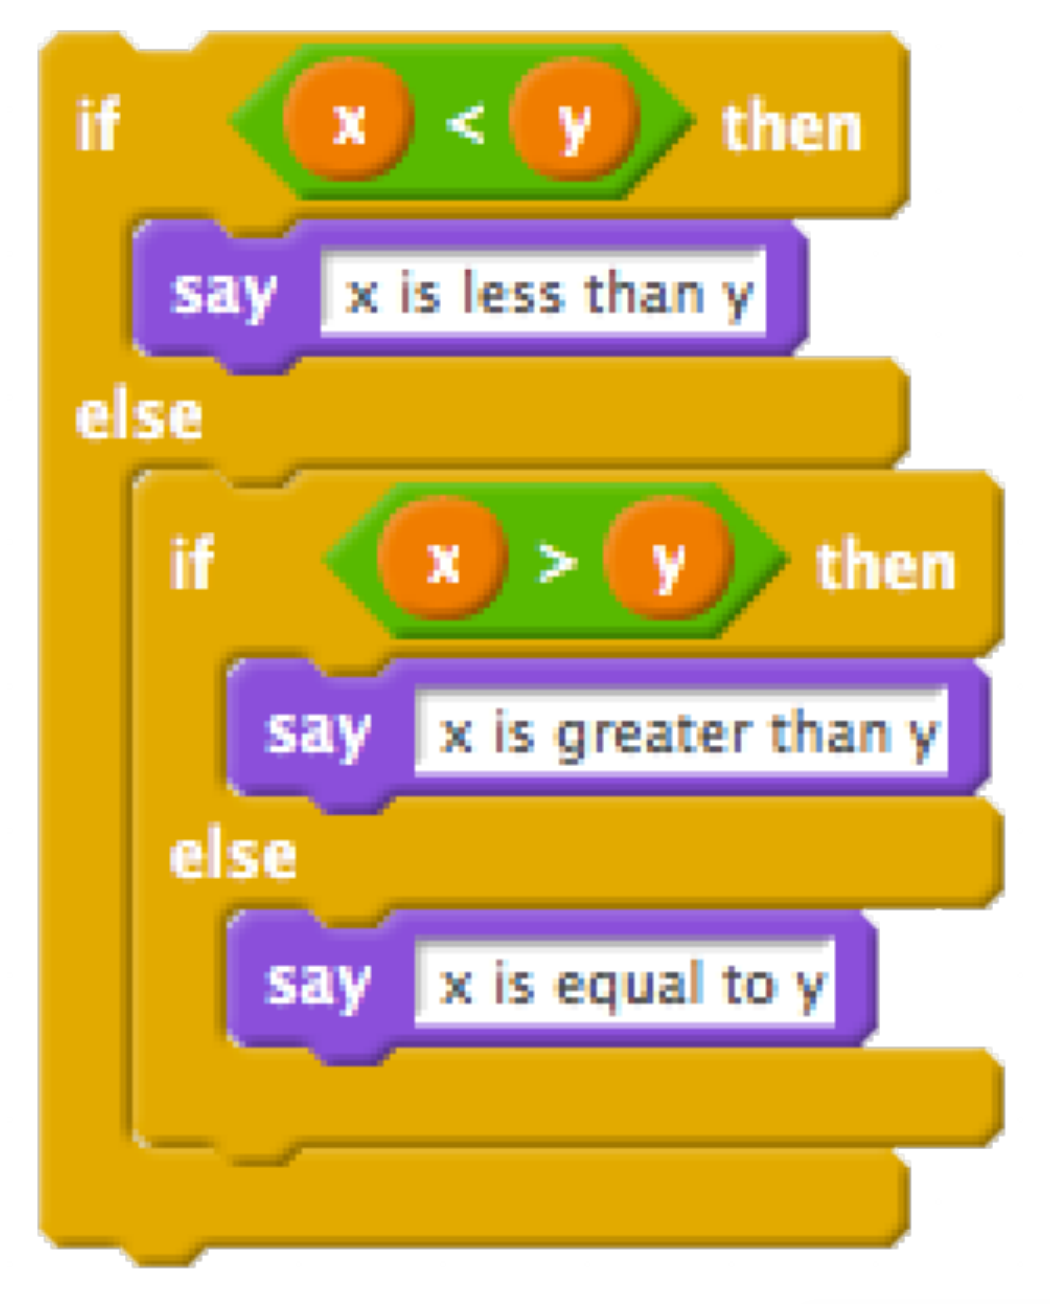 if x < y then
say x is less than y
else
if x > y then
say x is greater than y
else
say x is equal to y